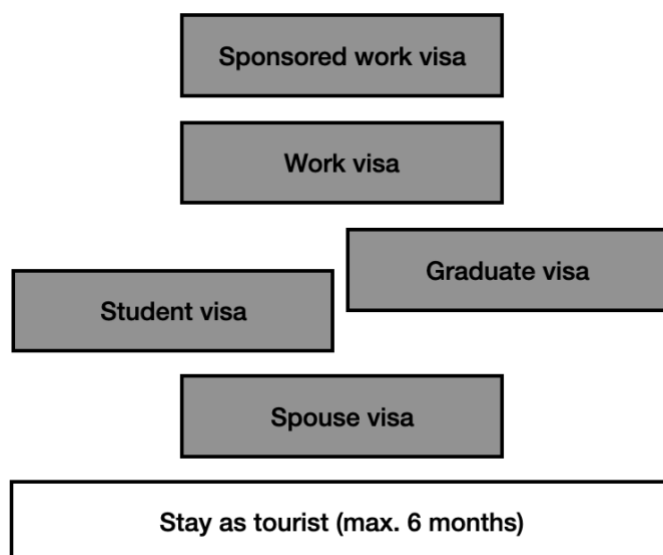 Sponsored work visa
Work visa
Graduate visa
Student visa
Spouse visa
Stay as tourist (max. 6 months)